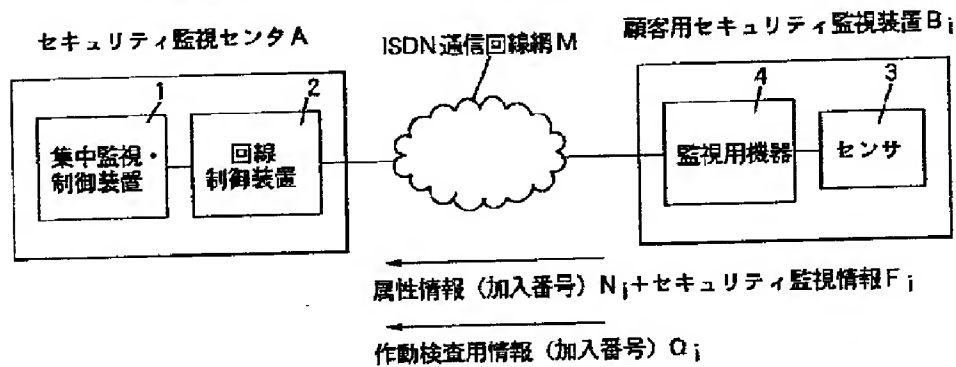 セキュリティ監視センタA
ISDN通信回線網M
顧客用セキュリティ監視装置Bi
1
2
4
3
集中監視・
制御装置
回線
制御装置
監視用機器
センサ
属性情報（加入番号）Ni+セキュリティ監視情報Fi
作動検査用情報（加入番号）Qi